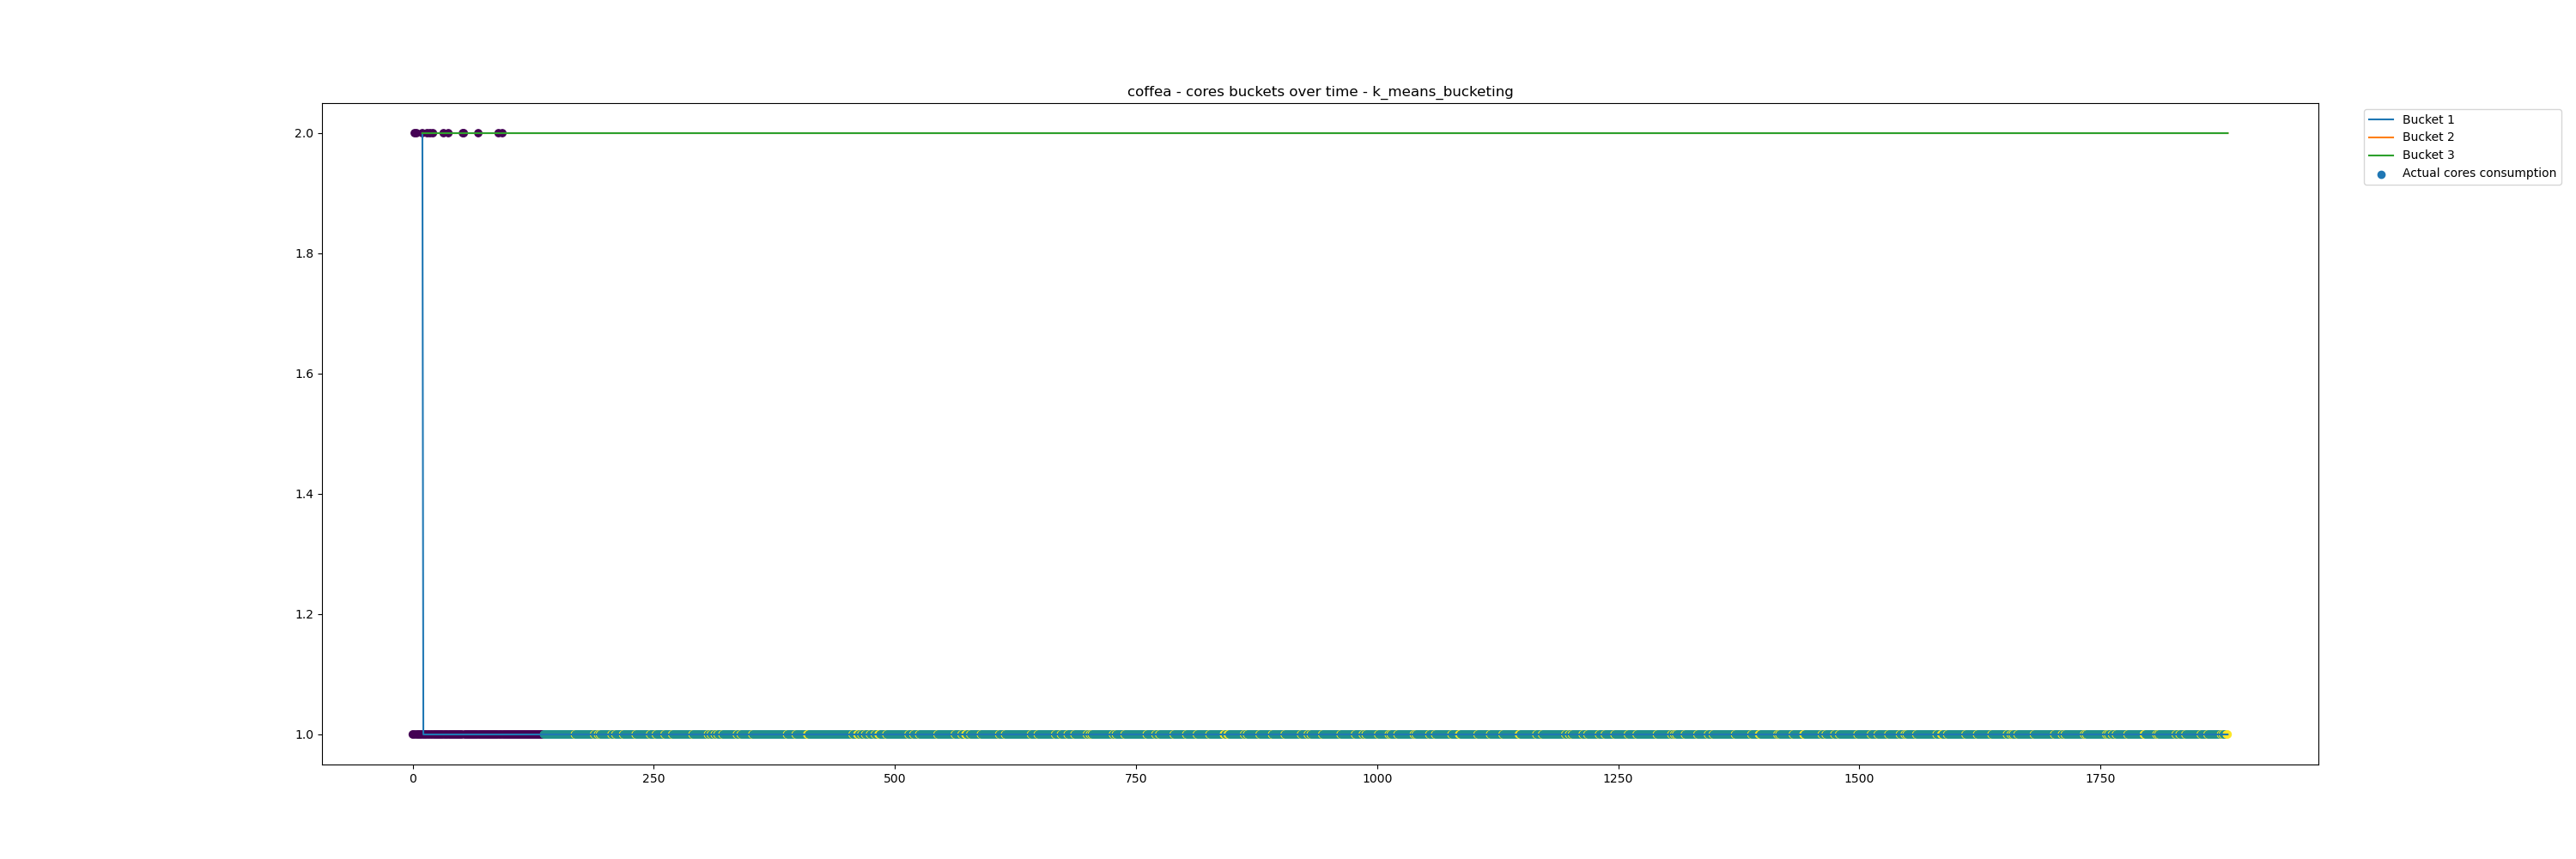 coffea - cores buckets over time - k_means_bucketing
2.0
1.8
1.6
1.4
1.2
1.0
0 250 500 750 1000 1250 1500 1750
Bucket 1
Bucket 2
Bucket 3
Actual cores consumption